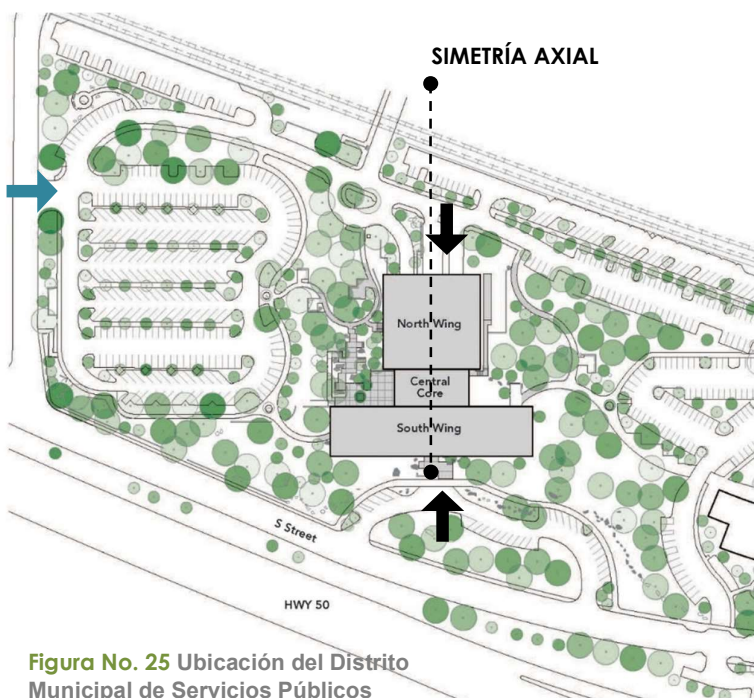 SIMETRÍA AXIAL
North Wing
Central
Core
South Wing
S Street
HWY 50
Figura No. 25 Ubicación del Distrito
Municipal de Servicios Públicos